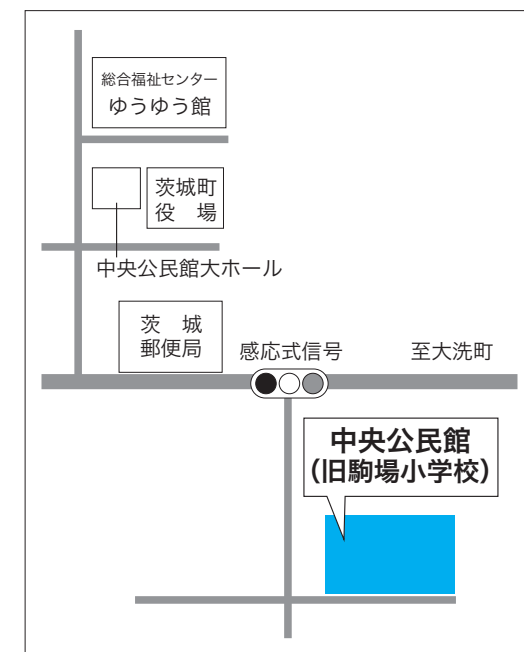 総合福祉センター
ゆうゆう館
茨城町
役　場
中央公民館大ホール
茨　城
郵便局
感応式信号
至大洗町
中央公民館
（旧駒場小学校）